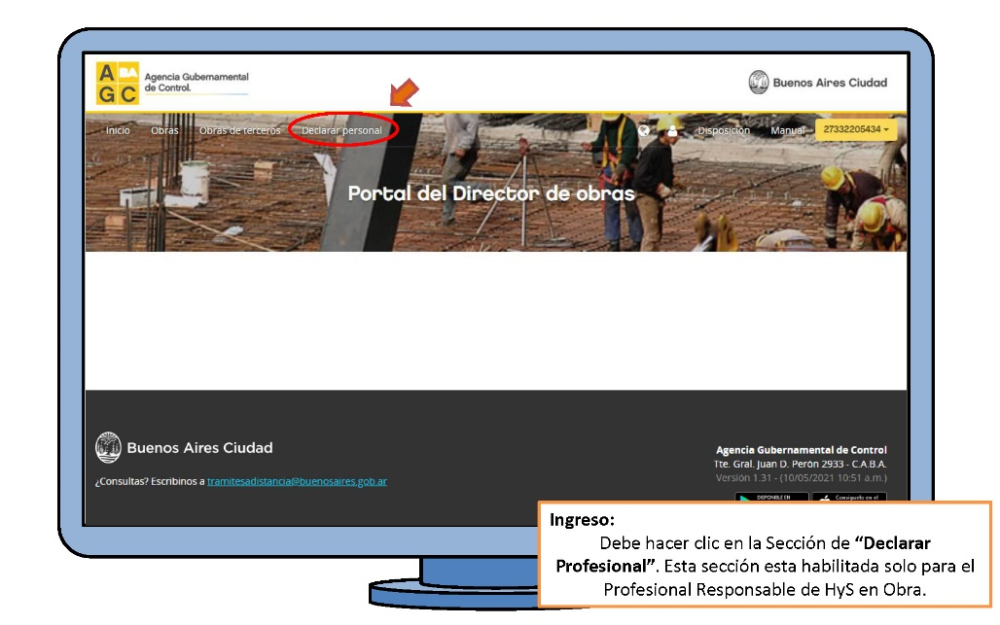 A BA
G C
Agencia Gubernamental
de Control.
Buenos Aires Ciudad
Inicio Obras Obras de terceros Declarar personal Disposición Manual 27332205434
Portal del Director de obras
Buenos Aires Ciudad
¿Consultas? Escribinos a tramitesadistancia@buenosaires.gob.ar
Agencia Gubernamental de Control
Tte. Gral. Juan D. Perón 2933 - C.A.B.A.
Versión 1.31 - (10/05/2021 10:51 a.m.)
DISPONIBLE EN
Consíguelo en el
Ingreso:
Debe hacer clic en la Sección de “Declarar
Profesional”. Esta sección esta habilitada solo para el
Profesional Responsable de HyS en Obra.